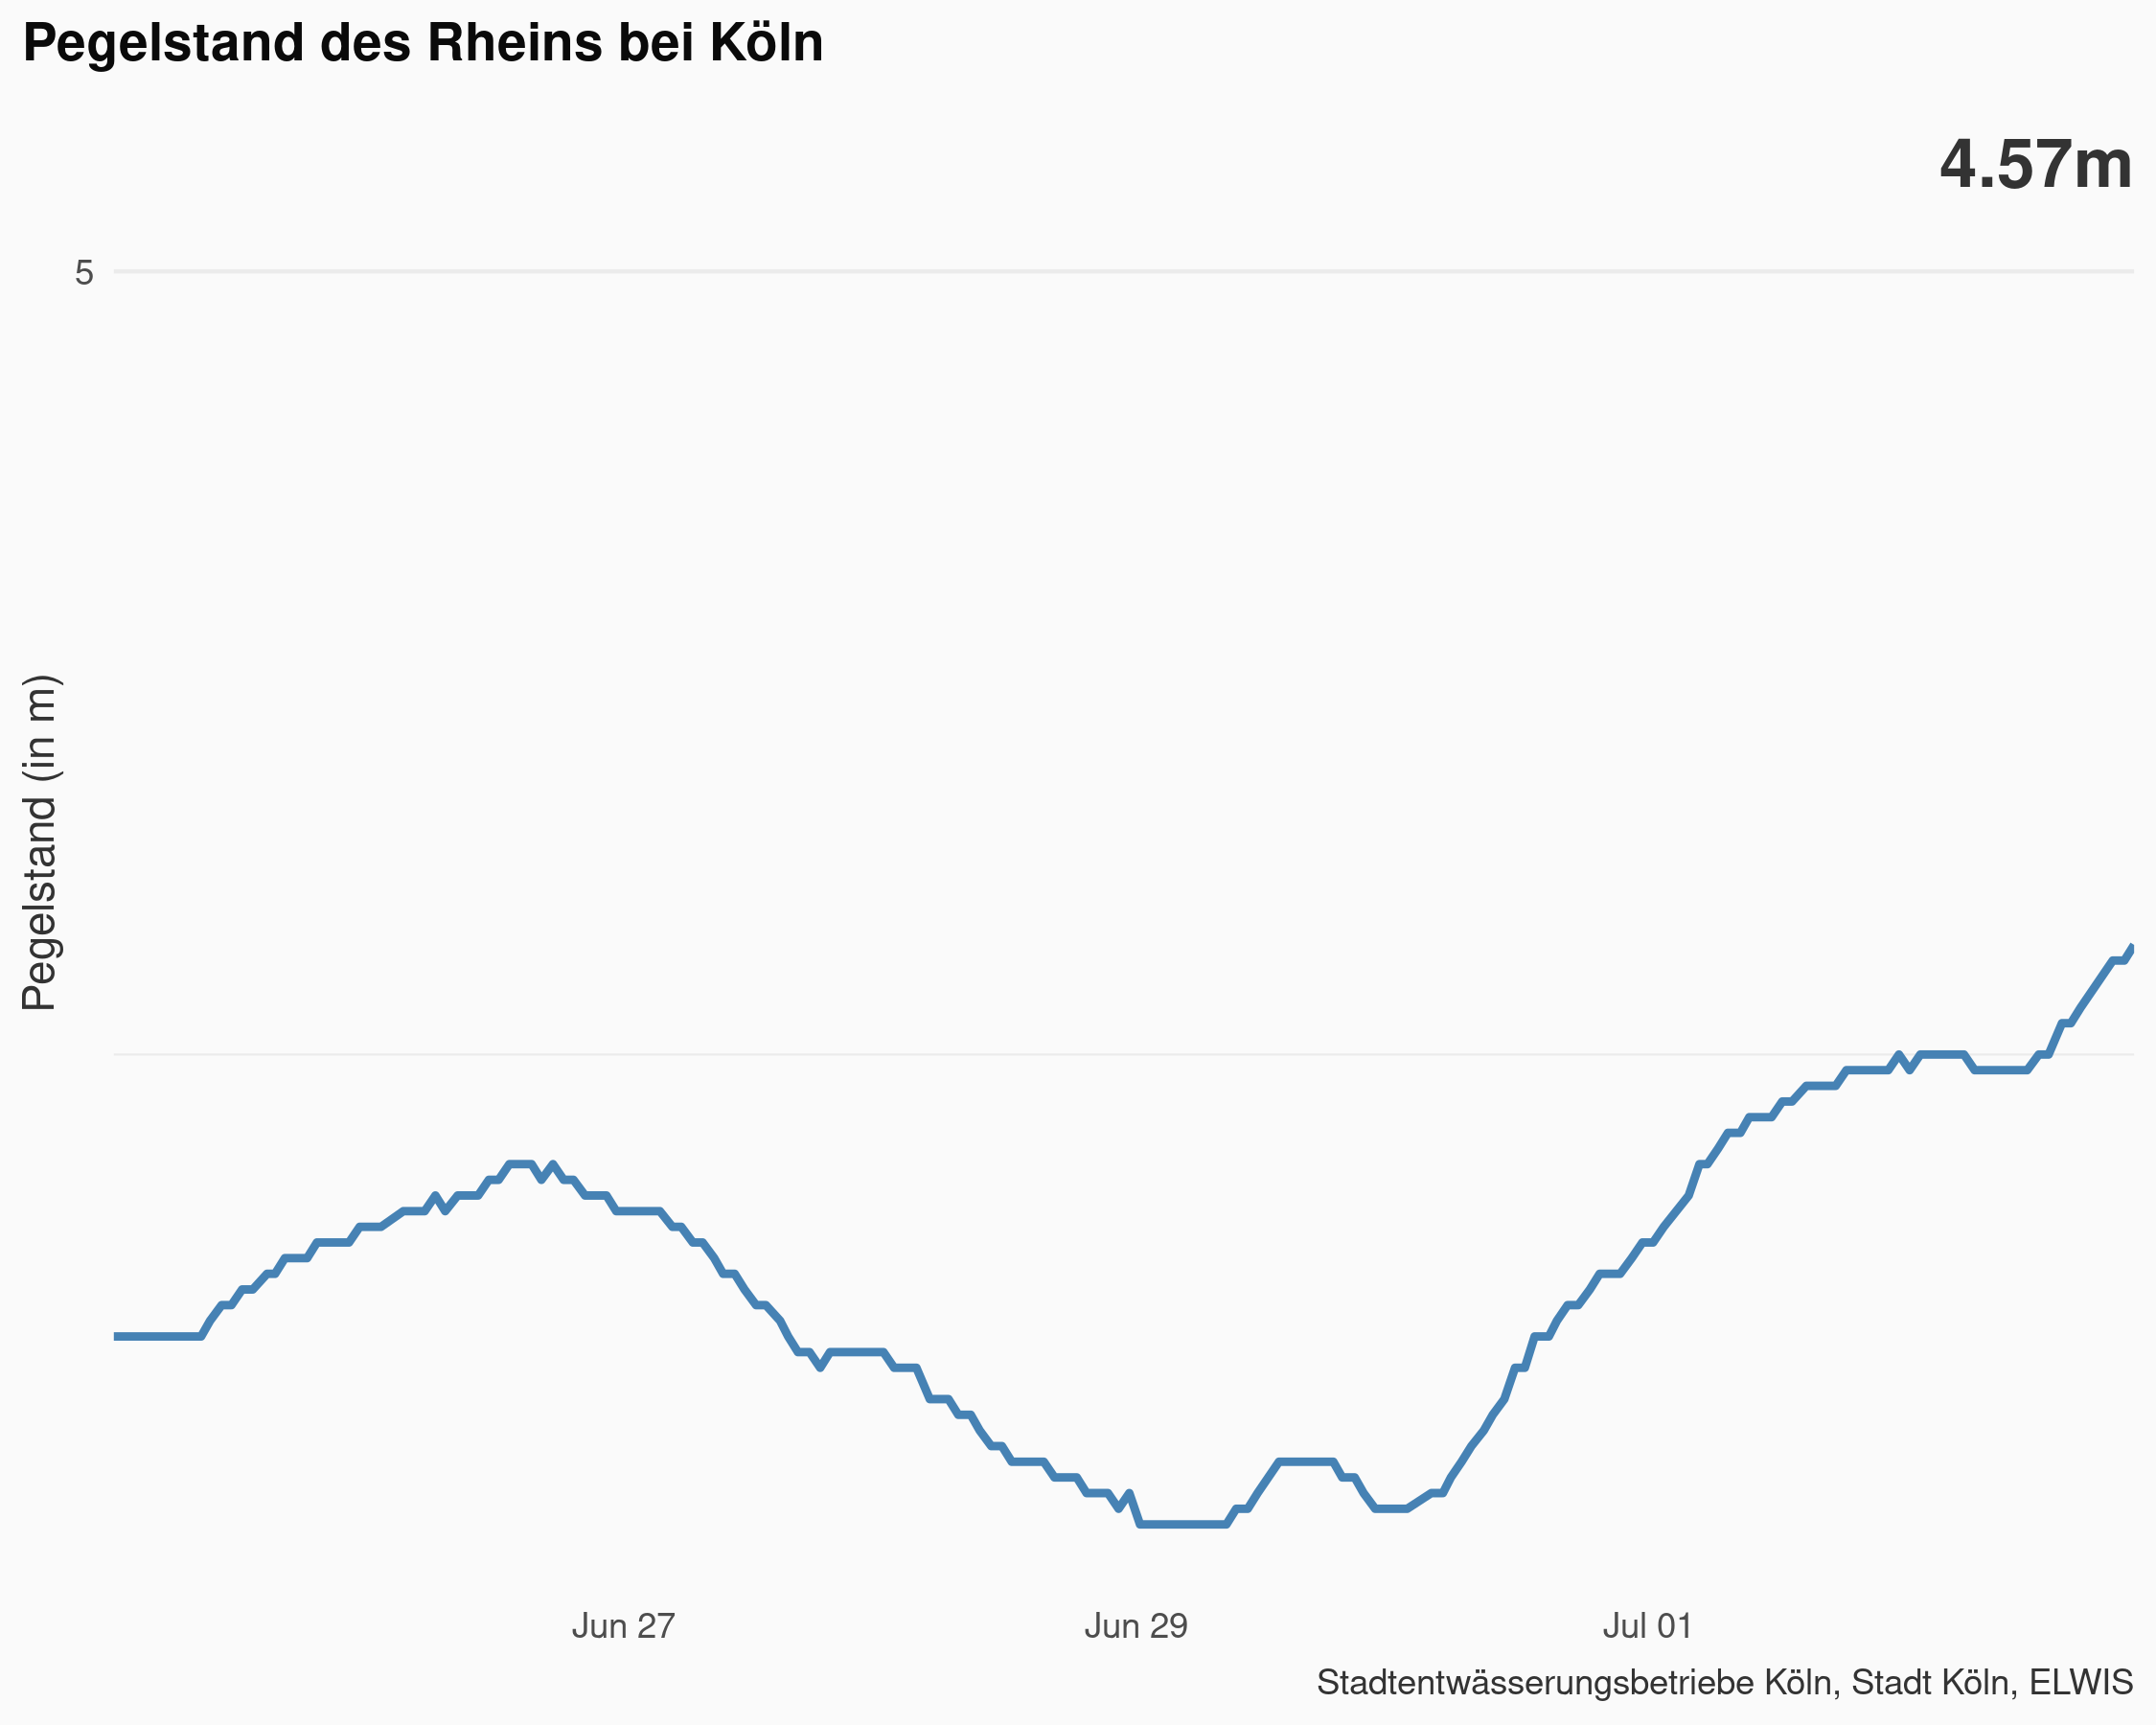 Pegelstand des Rheins bei Köln
4.57m
5
Pegelstand (in m)
Jun 27
Jun 29
Jul 01
Stadtentwässerungsbetriebe Köln, Stadt Köln, ELWIS